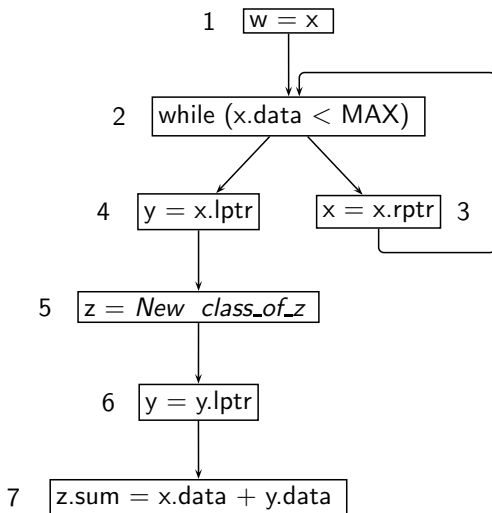 1 w = x
2 while (x.data < MAX)
4 y = x.lptr
x = x.rptr 3
5 z = New class_of_z
6 y = y.lptr
7 z.sum = x.data + y.data